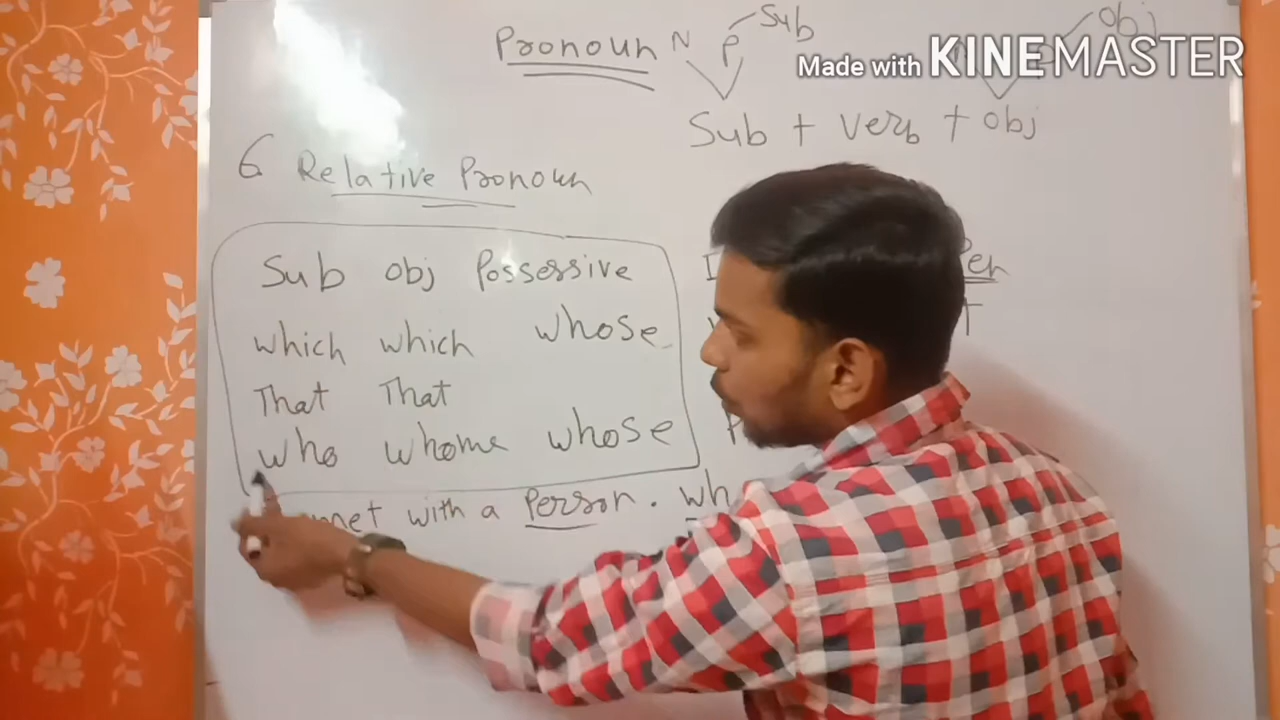 Pronoun N P Sub obj
Made with KINEMASTER
Sub + verb + obj
6 Relative Pronoun
Sub obj Possessive
which which whose
That That
who whome whose
met with a Person. wh